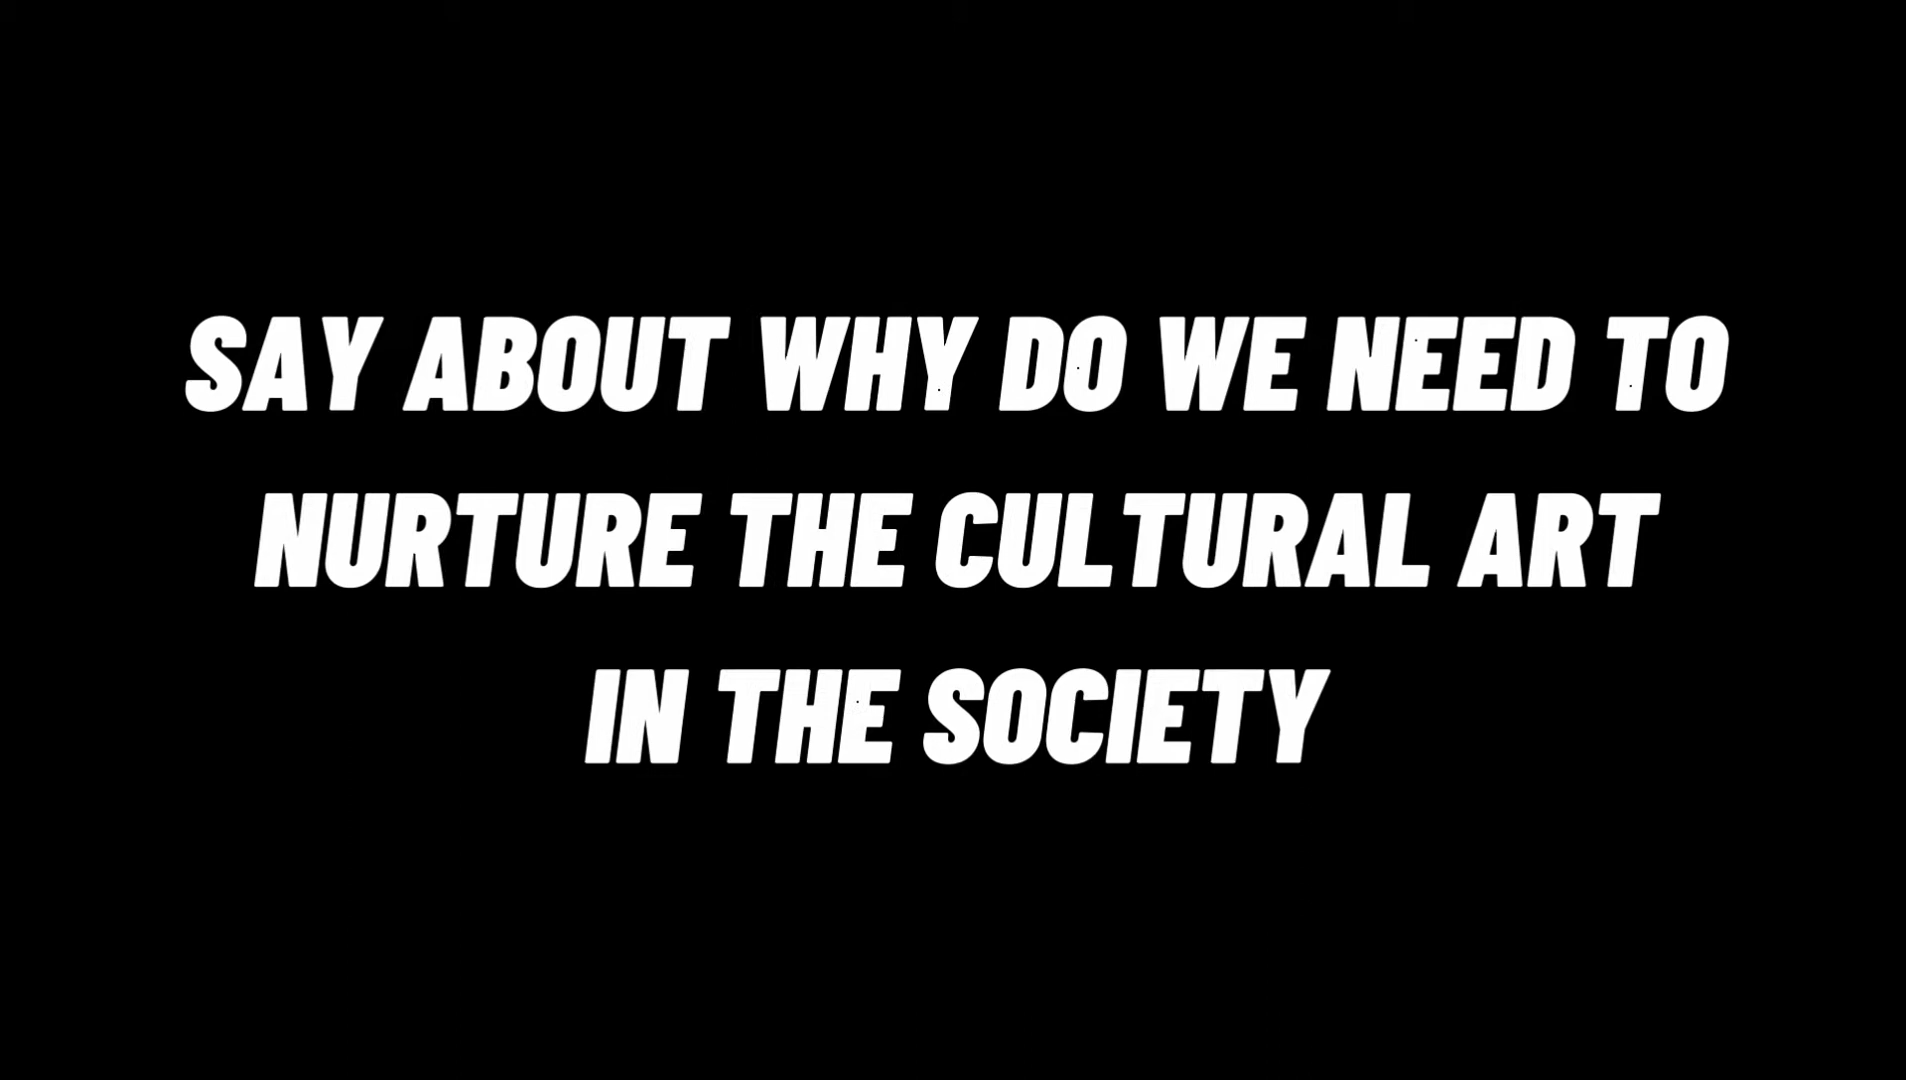 SAY ABOUT WHY DO WE NEED TO
NURTURE THE CULTURAL ART
IN THE SOCIETY